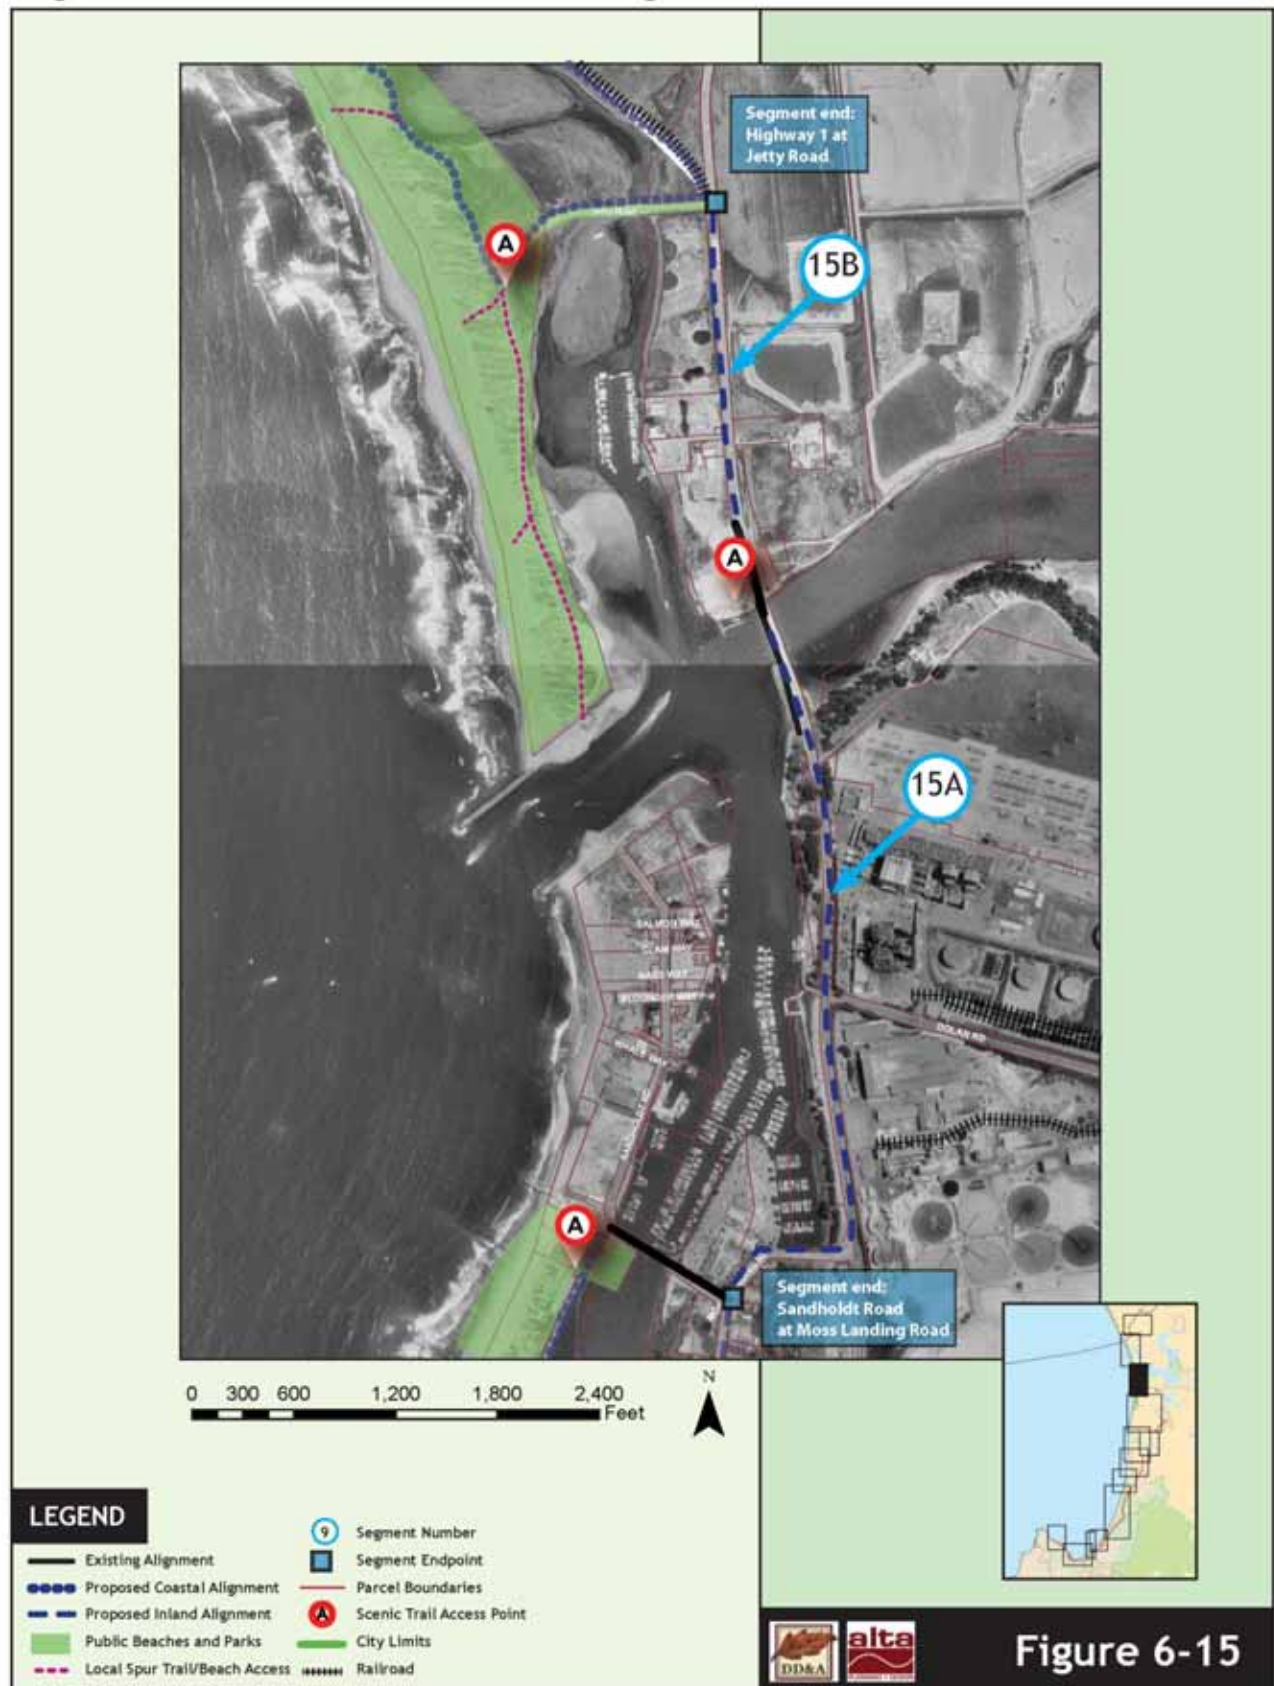 Segment end:
Highway 1 at
Jetty Road
A
15B
A
15A
DOLAN RD
A
Segment end:
Sandholdt Road
at Moss Landing Road
0 300 600 1,200 1,800 2,400
Feet
N
LEGEND
Existing Alignment
Proposed Coastal Alignment
Proposed Inland Alignment
Public Beaches and Parks
Local Spur Trail/Beach Access
9 Segment Number
Segment Endpoint
Parcel Boundaries
A Scenic Trail Access Point
City Limits
Railroad
DD&A
alta
Figure 6-15